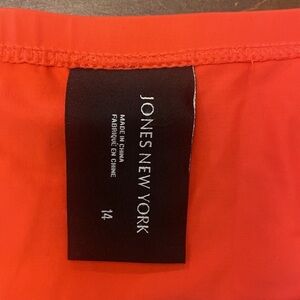 JONES NEW YORK
MADE IN CHINA
FABRIQUÉ EN CHINE
14